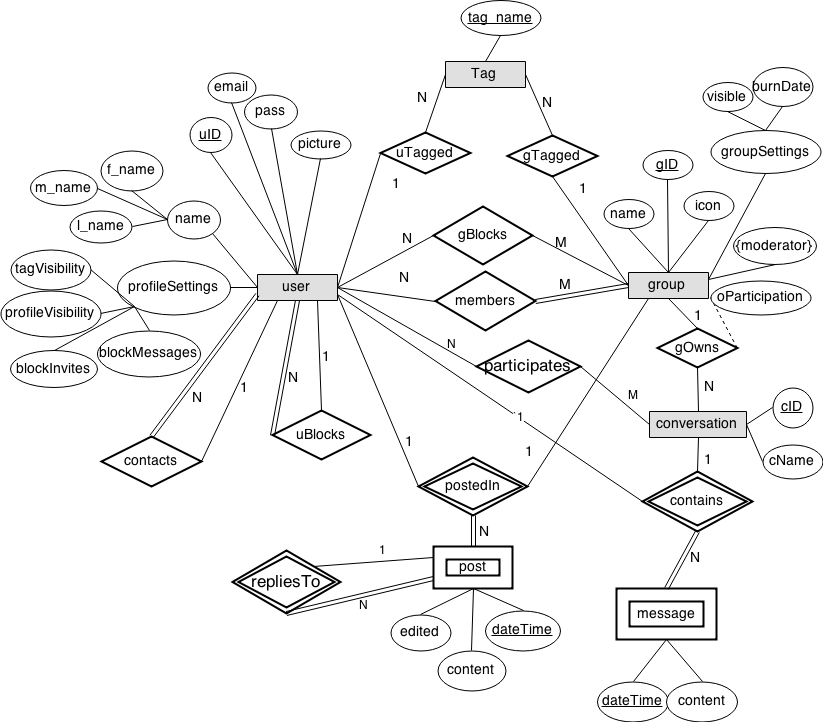 tag_name
Tag
N
N
email
burnDate
visible
pass
uID
picture
uTagged
gTagged
groupSettings
f_name
gID
m_name
1
1
name
icon
name
l_name
gBlocks
N
M
{moderator}
tagVisibility
N
profileSettings
user
members
M
group
oParticipation
profileVisibility
1
blockMessages
N
gOwns
1
participates
blockInvites
N
1
N
M
N
cID
1
conversation
uBlocks
1
1
contacts
1
cName
postedIn
contains
N
1
N
repliesTo
post
N
message
edited
dateTime
content
dateTime
content